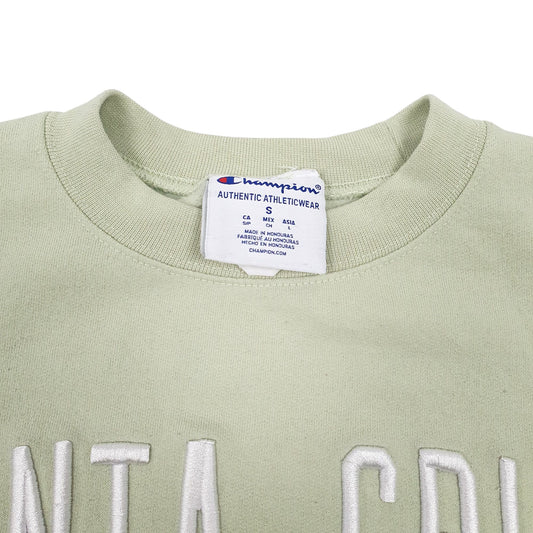 Champion®
AUTHENTIC ATHLETICWEAR
S
CA MEX ASIA
S/P CH L
MADE IN HONDURAS
FABRIQUÉ AU HONDURAS
HECHO EN HONDURAS
CHAMPION.COM
NTA CRU